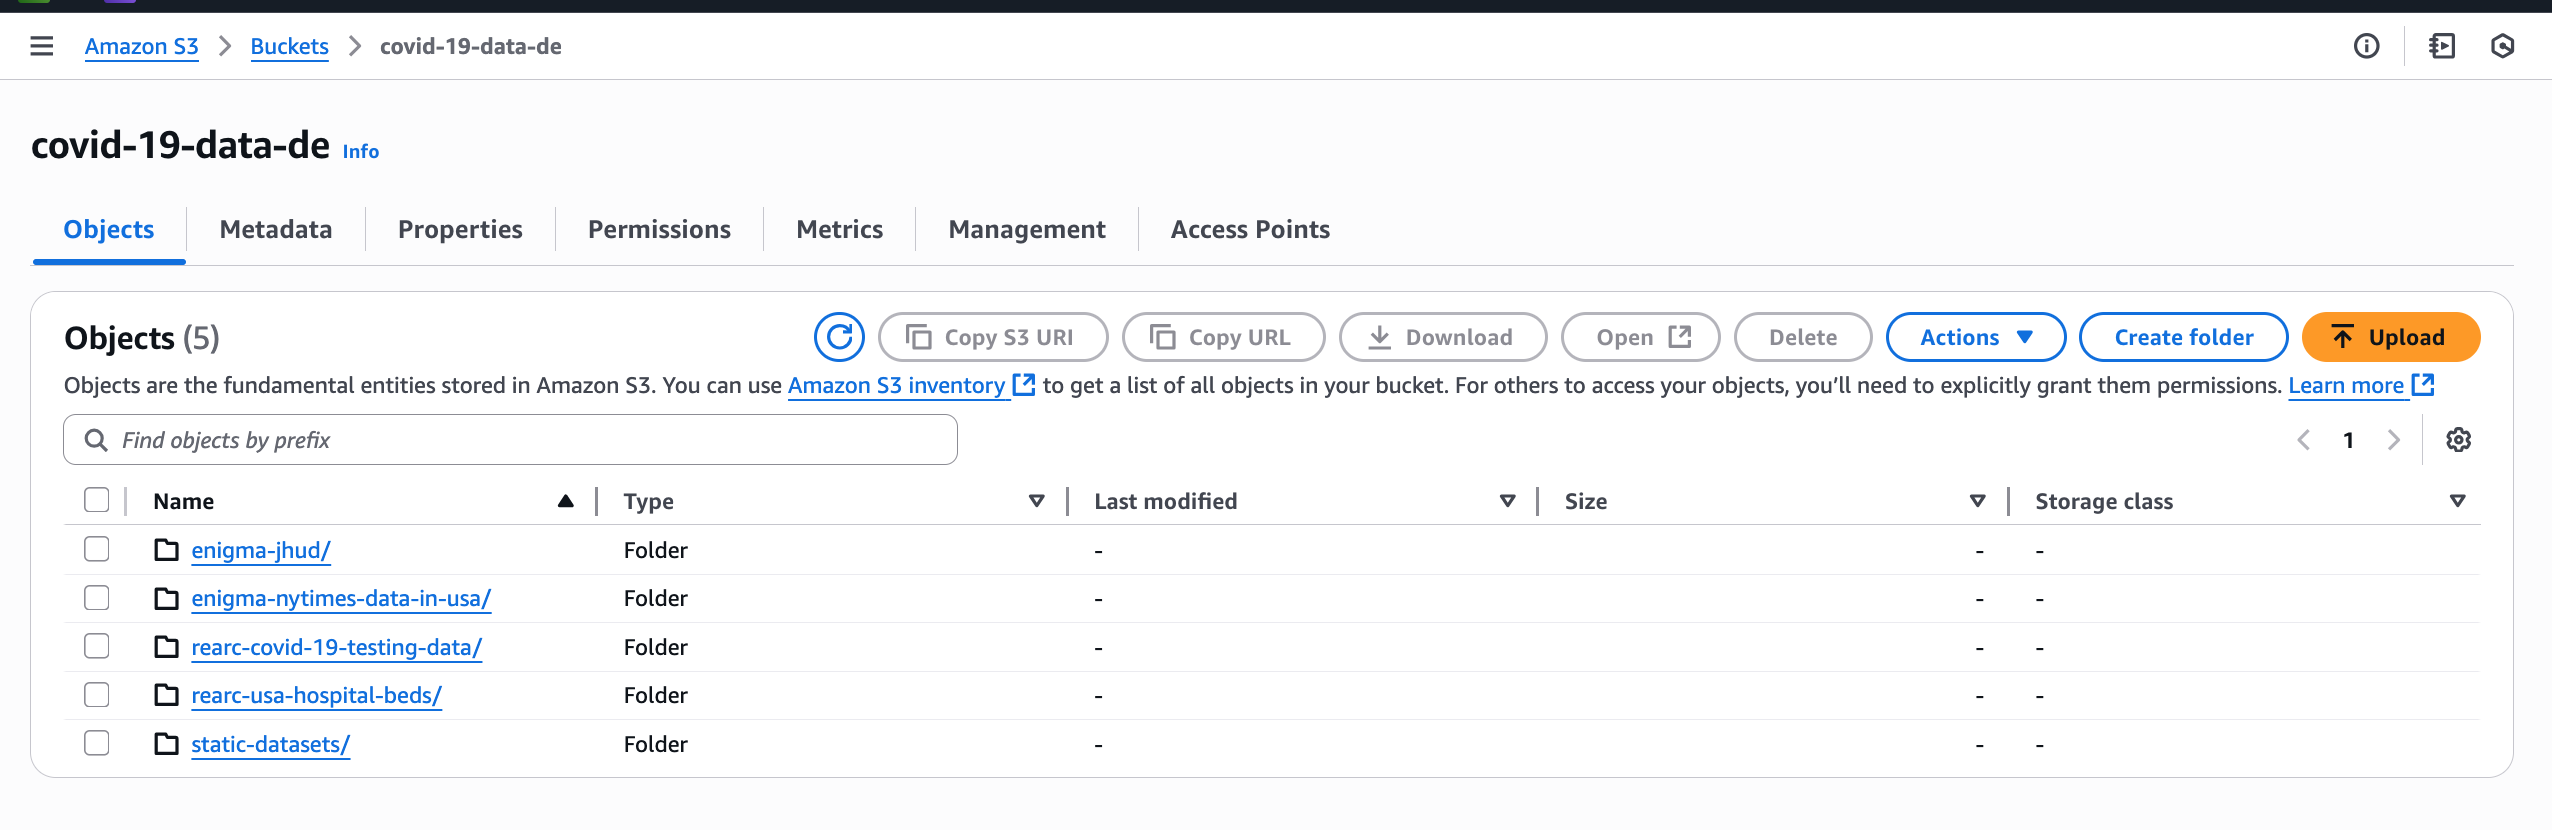 Amazon S3 > Buckets > covid-19-data-de
covid-19-data-de Info
Objects Metadata Properties Permissions Metrics Management Access Points
Objects (5) Copy S3 URI Copy URL Download Open Delete Actions Create folder Upload
Objects are the fundamental entities stored in Amazon S3. You can use Amazon S3 inventory to get a list of all objects in your bucket. For others to access your objects, you’ll need to explicitly grant them permissions. Learn more
Find objects by prefix 1
Name Type Last modified Size Storage class
enigma-jhud/ Folder - - -
enigma-nytimes-data-in-usa/ Folder - - -
rearc-covid-19-testing-data/ Folder - - -
rearc-usa-hospital-beds/ Folder - - -
static-datasets/ Folder - - -